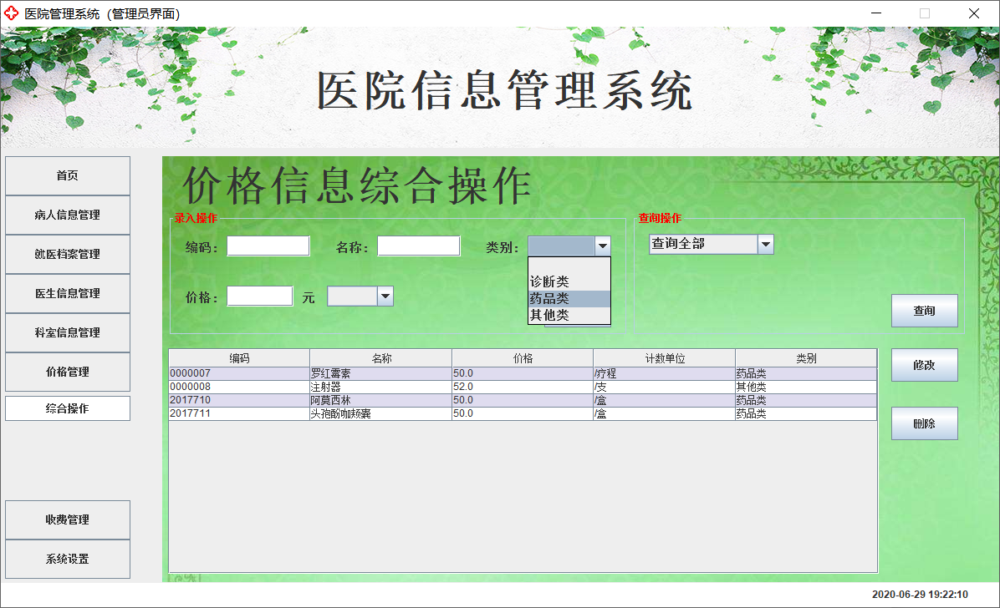 医院管理系统（管理员界面）
医院信息管理系统
首页
病人信息管理
就医档案管理
医生信息管理
科室信息管理
价格管理
综合操作
收费管理
系统设置
价格信息综合操作
录入操作
编码： 名称： 类别：
诊断类
药品类
其他类
价格： 元
查询操作
查询全部
查询
修改
删除
编码 名称 价格 计数单位 类别
0000007 罗红霉素 50.0 /疗程 药品类
0000008 注射器 52.0 /支 其他类
2017710 阿莫西林 50.0 /盒 药品类
2017711 头孢酚咖颊囊 50.0 /盒 药品类
2020-06-29 19:22:10